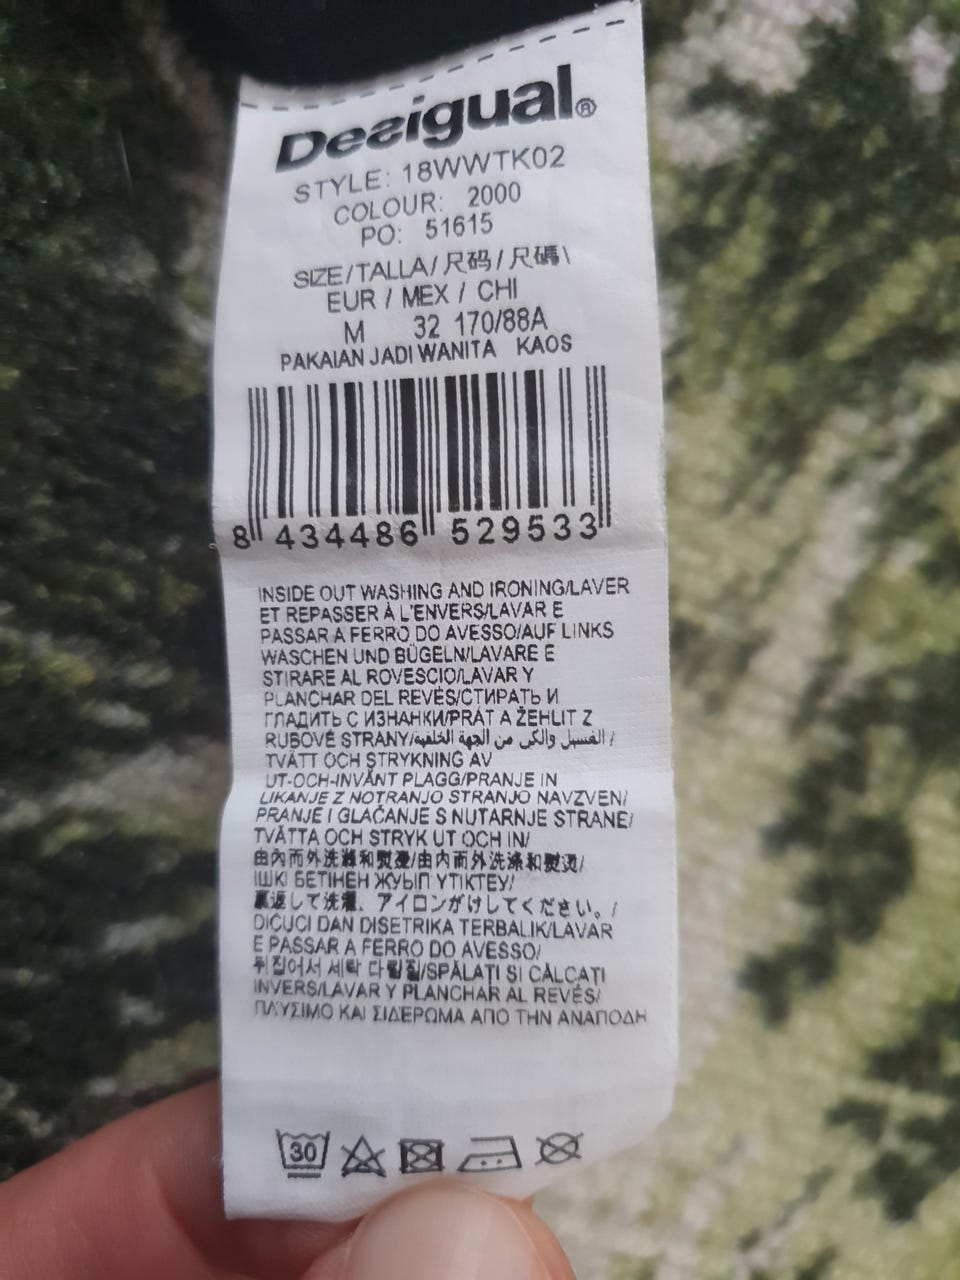 Desigual®
STYLE: 18WWTK02
COLOUR: 2000
PO: 51615
SIZE/TALLA/尺码/尺碼\
EUR / MEX / CHI
M 32 170/88A
PAKAIAN JADI WANITA KAOS
8 434486 529533
INSIDE OUT WASHING AND IRONING/LAVER
ET REPASSER À L'ENVERS/LAVAR E
PASSAR A FERRO DO AVESSO/AUF LINKS
WASCHEN UND BÜGELN/LAVARE E
STIRARE AL ROVESCIO/LAVAR Y
PLANCHAR DEL REVÉS/СТИРАТЬ И
ГЛАДИТЬ С ИЗНАНКИ/PRÁT A ŽEHLIT Z
RUBOVÉ STRANY/الغسيل والكي من الجهة الخلفية/
TVÄTT OCH STRYKNING AV
UT-OCH-INVÄNT PLAGG/PRANJE IN
LIKANJE Z NOTRANJO STRANJO NAVZVEN/
PRANJE I GLAČANJE S NUTARNJE STRANE/
TVÄTTA OCH STRYK UT OCH IN/
由內而外洗滌和熨燙/由内而外洗涤和熨烫/
ІШКІ БЕТІНЕН ЖУЫП ҮТІКТЕУ/
裏返して洗濯、アイロンがけしてください。/
DICUCI DAN DISETRIKA TERBALIK/LAVAR
E PASSAR A FERRO DO AVESSO/
뒤집어서 세탁 다림질/SPĂLAȚI SI CĂLCAȚI
INVERS/LAVAR Y PLANCHAR AL REVÉS/
ΠΛΥΣΙΜΟ ΚΑΙ ΣΙΔΕΡΩΜΑ ΑΠΟ ΤΗΝ ΑΝΑΠΟΔΗ
30